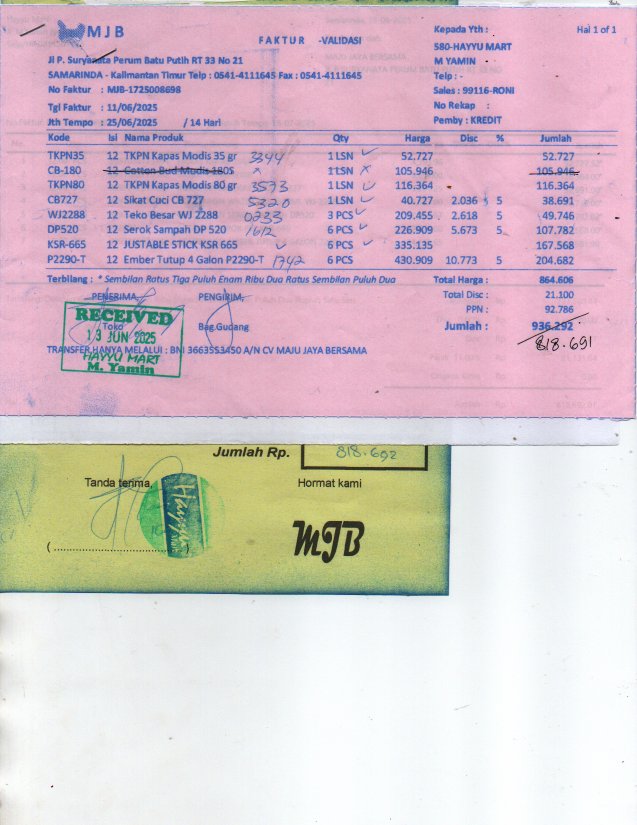 MJB
FAKTUR -VALIDASI
Kepada Yth : Hal 1 of 1
580-HAYYU MART
Jl P. Suryanata Perum Batu Putih RT 33 No 21 M YAMIN
SAMARINDA - Kalimantan Timur Telp : 0541-4111645 Fax : 0541-4111645 Telp : -
No Faktur : MJB-1725008698 Sales : 99116-RONI
Tgl Faktur : 11/06/2025 No Rekap :
Jth Tempo : 25/06/2025 / 14 Hari Pemby : KREDIT
Kode Isi Nama Produk Qty Harga Disc % Jumlah
TKPN35 12 TKPN Kapas Modis 35 gr 3344 1 LSN 52.727 52.727
CB-180 12 Cotton Bud Modis 180S x 1 LSN x 105.946 105.946
TKPN80 12 TKPN Kapas Modis 80 gr 3573 1 LSN 116.364 116.364
CB727 12 Sikat Cuci CB 727 5320 1 LSN 40.727 2.036 5 38.691
WJ2288 12 Teko Besar WJ 2288 0233 3 PCS 209.455 2.618 5 49.746
DP520 12 Serok Sampah DP 520 1612 6 PCS 226.909 5.673 5 107.782
KSR-665 12 JUSTABLE STICK KSR 665 6 PCS 335.135 167.568
P2290-T 12 Ember Tutup 4 Galon P2290-T 1742 6 PCS 430.909 10.773 5 204.682
Terbilang : * Sembilan Ratus Tiga Puluh Enam Ribu Dua Ratus Sembilan Puluh Dua Total Harga : 864.606
PENERIMA, PENGIRIM, Total Disc : 21.100
PPN : 92.786
RECEIVED
Toko Bag.Gudang Jumlah : 936.292
13 JUN 2025 818.691
HAYYU MART
TRANSFER HANYA MELALUI : BNI 3663553450 A/N CV MAJU JAYA BERSAMA
M. Yamin
Jumlah Rp. 818.692
Tanda terima, Hormat kami
Hayyu
MJB
(................................)